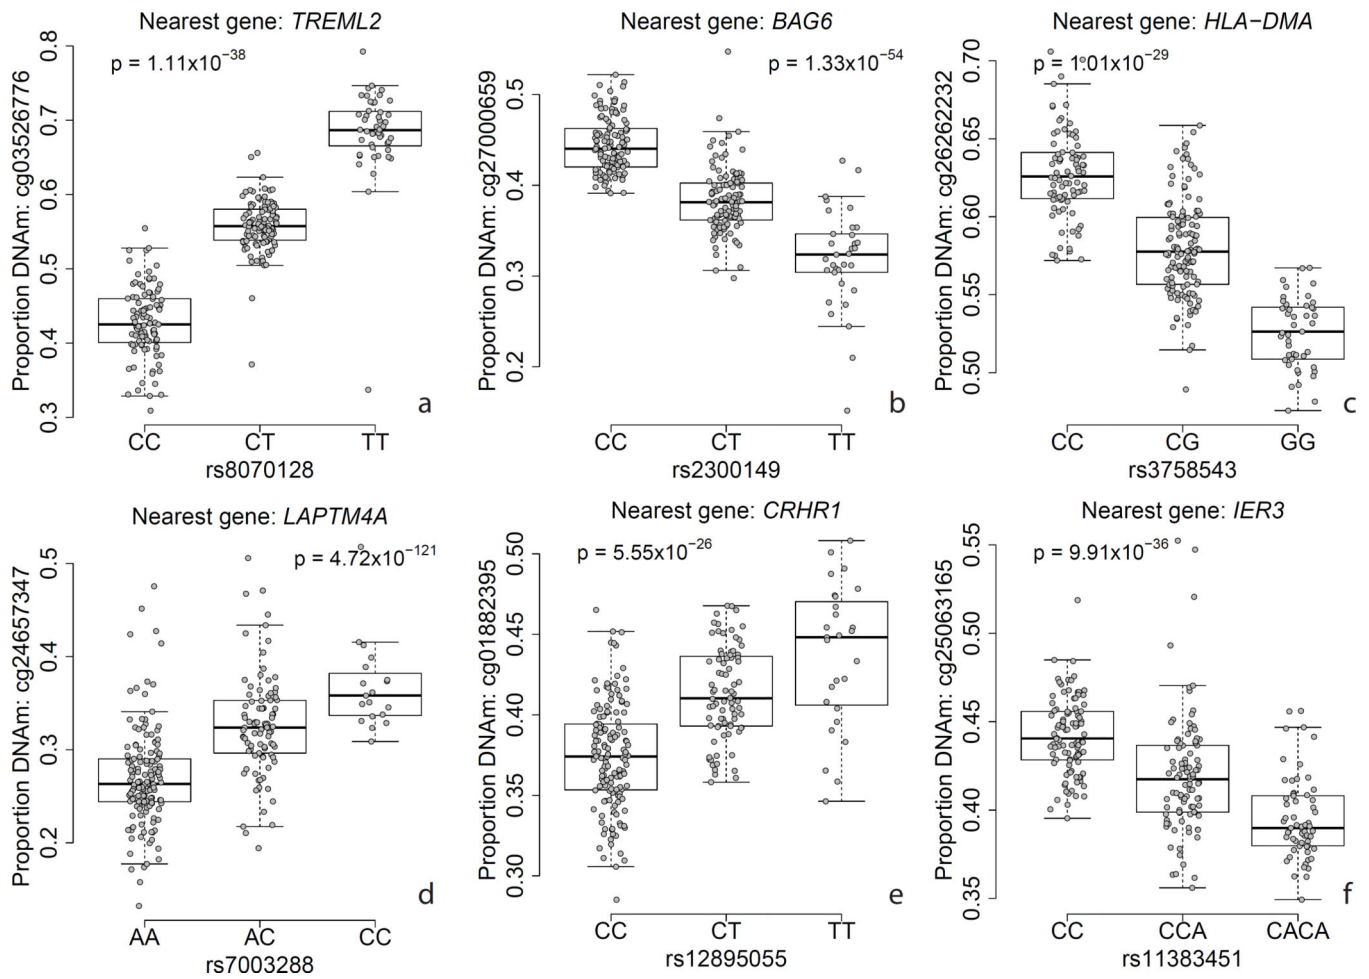 Nearest gene: TREML2
p = 1.11x10⁻³⁸
Proportion DNAm: cg03526776
0.8
0.7
0.6
0.5
0.4
0.3
a
CC CT TT
rs8070128
Nearest gene: BAG6
p = 1.33x10⁻⁵⁴
Proportion DNAm: cg27000659
0.5
0.4
0.3
0.2
b
CC CT TT
rs2300149
Nearest gene: HLA−DMA
p = 1.01x10⁻²⁹
Proportion DNAm: cg26262232
0.70
0.65
0.60
0.55
0.50
c
CC CG GG
rs3758543
Nearest gene: LAPTM4A
p = 4.72x10⁻¹²¹
Proportion DNAm: cg24657347
0.5
0.4
0.3
0.2
d
AA AC CC
rs7003288
Nearest gene: CRHR1
p = 5.55x10⁻²⁶
Proportion DNAm: cg01882395
0.50
0.45
0.40
0.35
0.30
e
CC CT TT
rs12895055
Nearest gene: IER3
p = 9.91x10⁻³⁶
Proportion DNAm: cg25063165
0.55
0.50
0.45
0.40
0.35
f
CC CCA CACA
rs11383451